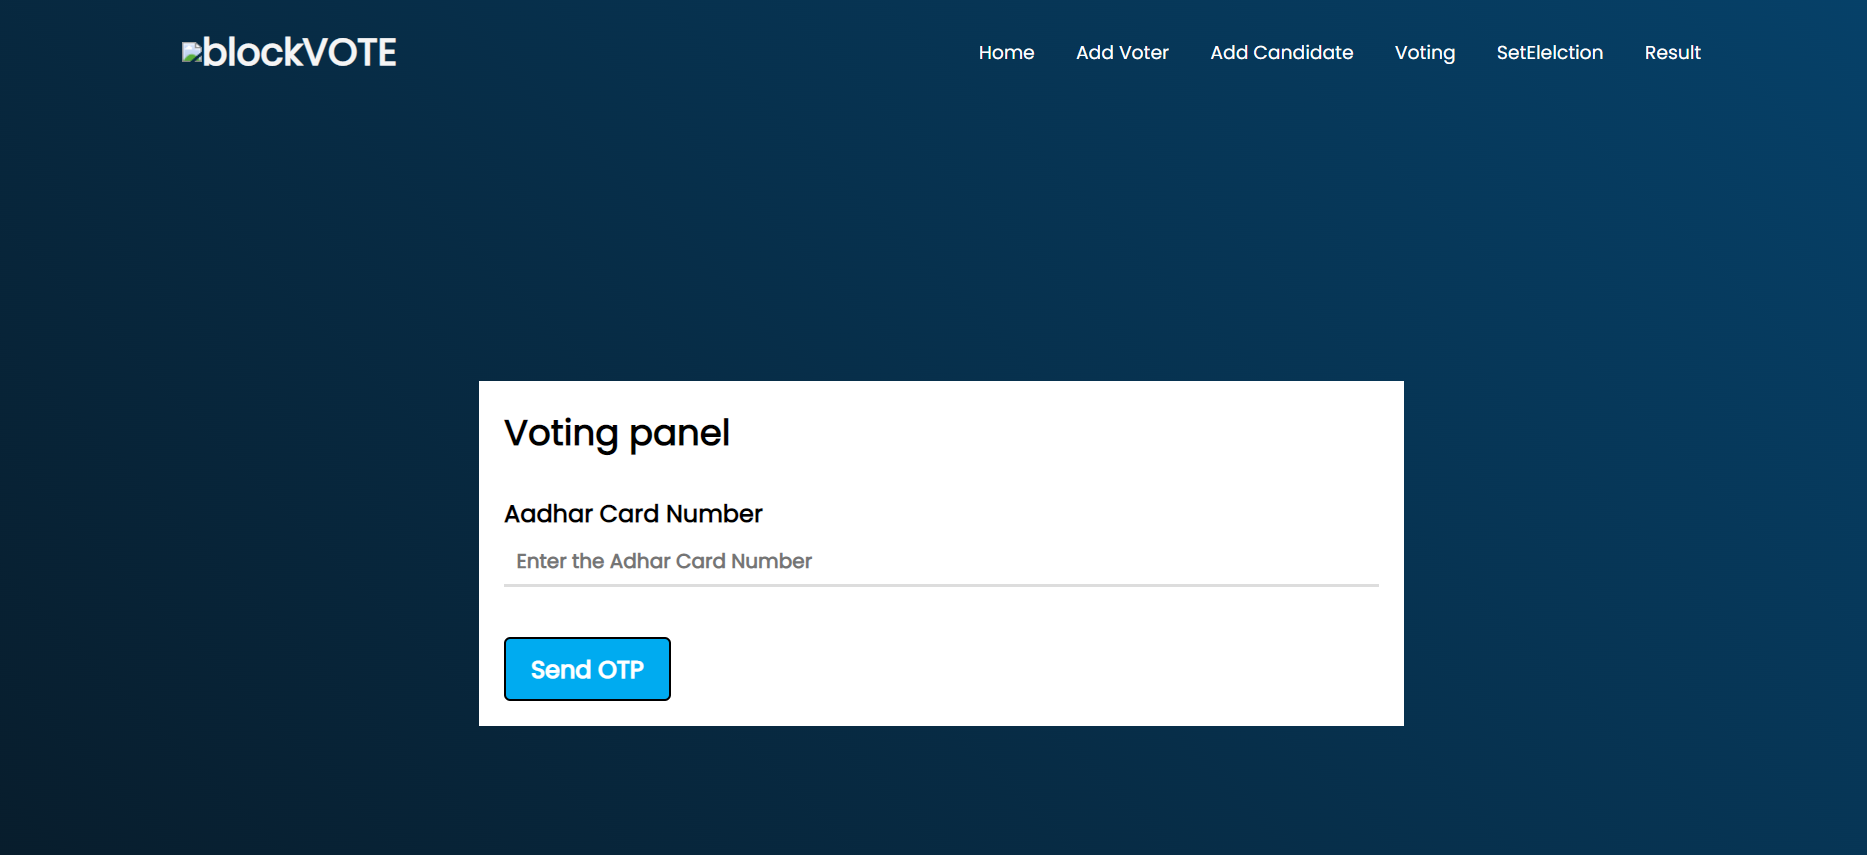 blockVOTE
Home Add Voter Add Candidate Voting SetElelction Result
Voting panel
Aadhar Card Number
Enter the Adhar Card Number
Send OTP